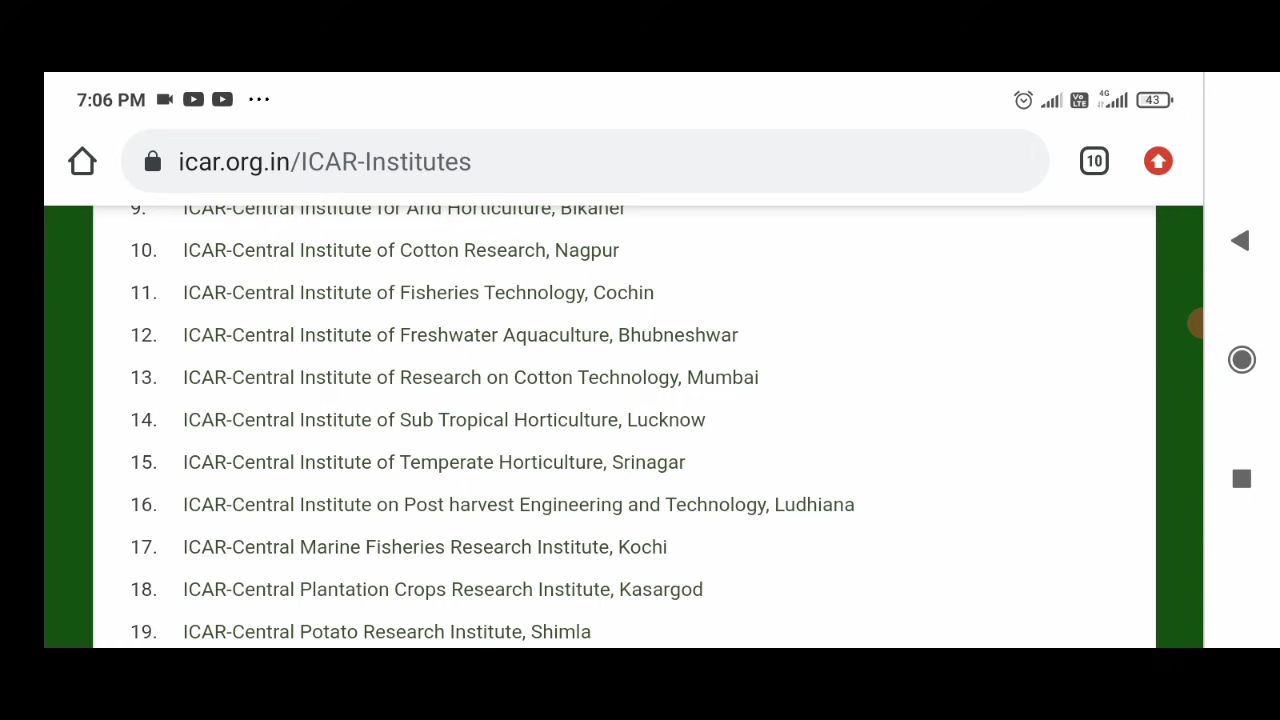 7:06 PM ... Vo LTE 4G 43
icar.org.in/ICAR-Institutes 10
9. ICAR-Central Institute for Arid Horticulture, Bikaner
10. ICAR-Central Institute of Cotton Research, Nagpur
11. ICAR-Central Institute of Fisheries Technology, Cochin
12. ICAR-Central Institute of Freshwater Aquaculture, Bhubneshwar
13. ICAR-Central Institute of Research on Cotton Technology, Mumbai
14. ICAR-Central Institute of Sub Tropical Horticulture, Lucknow
15. ICAR-Central Institute of Temperate Horticulture, Srinagar
16. ICAR-Central Institute on Post harvest Engineering and Technology, Ludhiana
17. ICAR-Central Marine Fisheries Research Institute, Kochi
18. ICAR-Central Plantation Crops Research Institute, Kasargod
19. ICAR-Central Potato Research Institute, Shimla